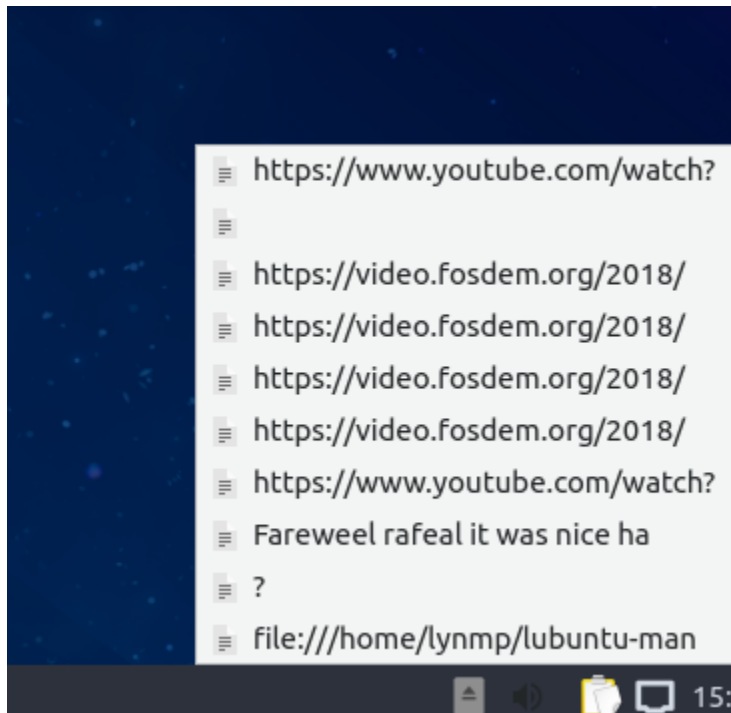 https://www.youtube.com/watch?
https://video.fosdem.org/2018/
https://video.fosdem.org/2018/
https://video.fosdem.org/2018/
https://video.fosdem.org/2018/
https://www.youtube.com/watch?
Fareweel rafeal it was nice ha
?
file:///home/lynmp/lubuntu-man
15: